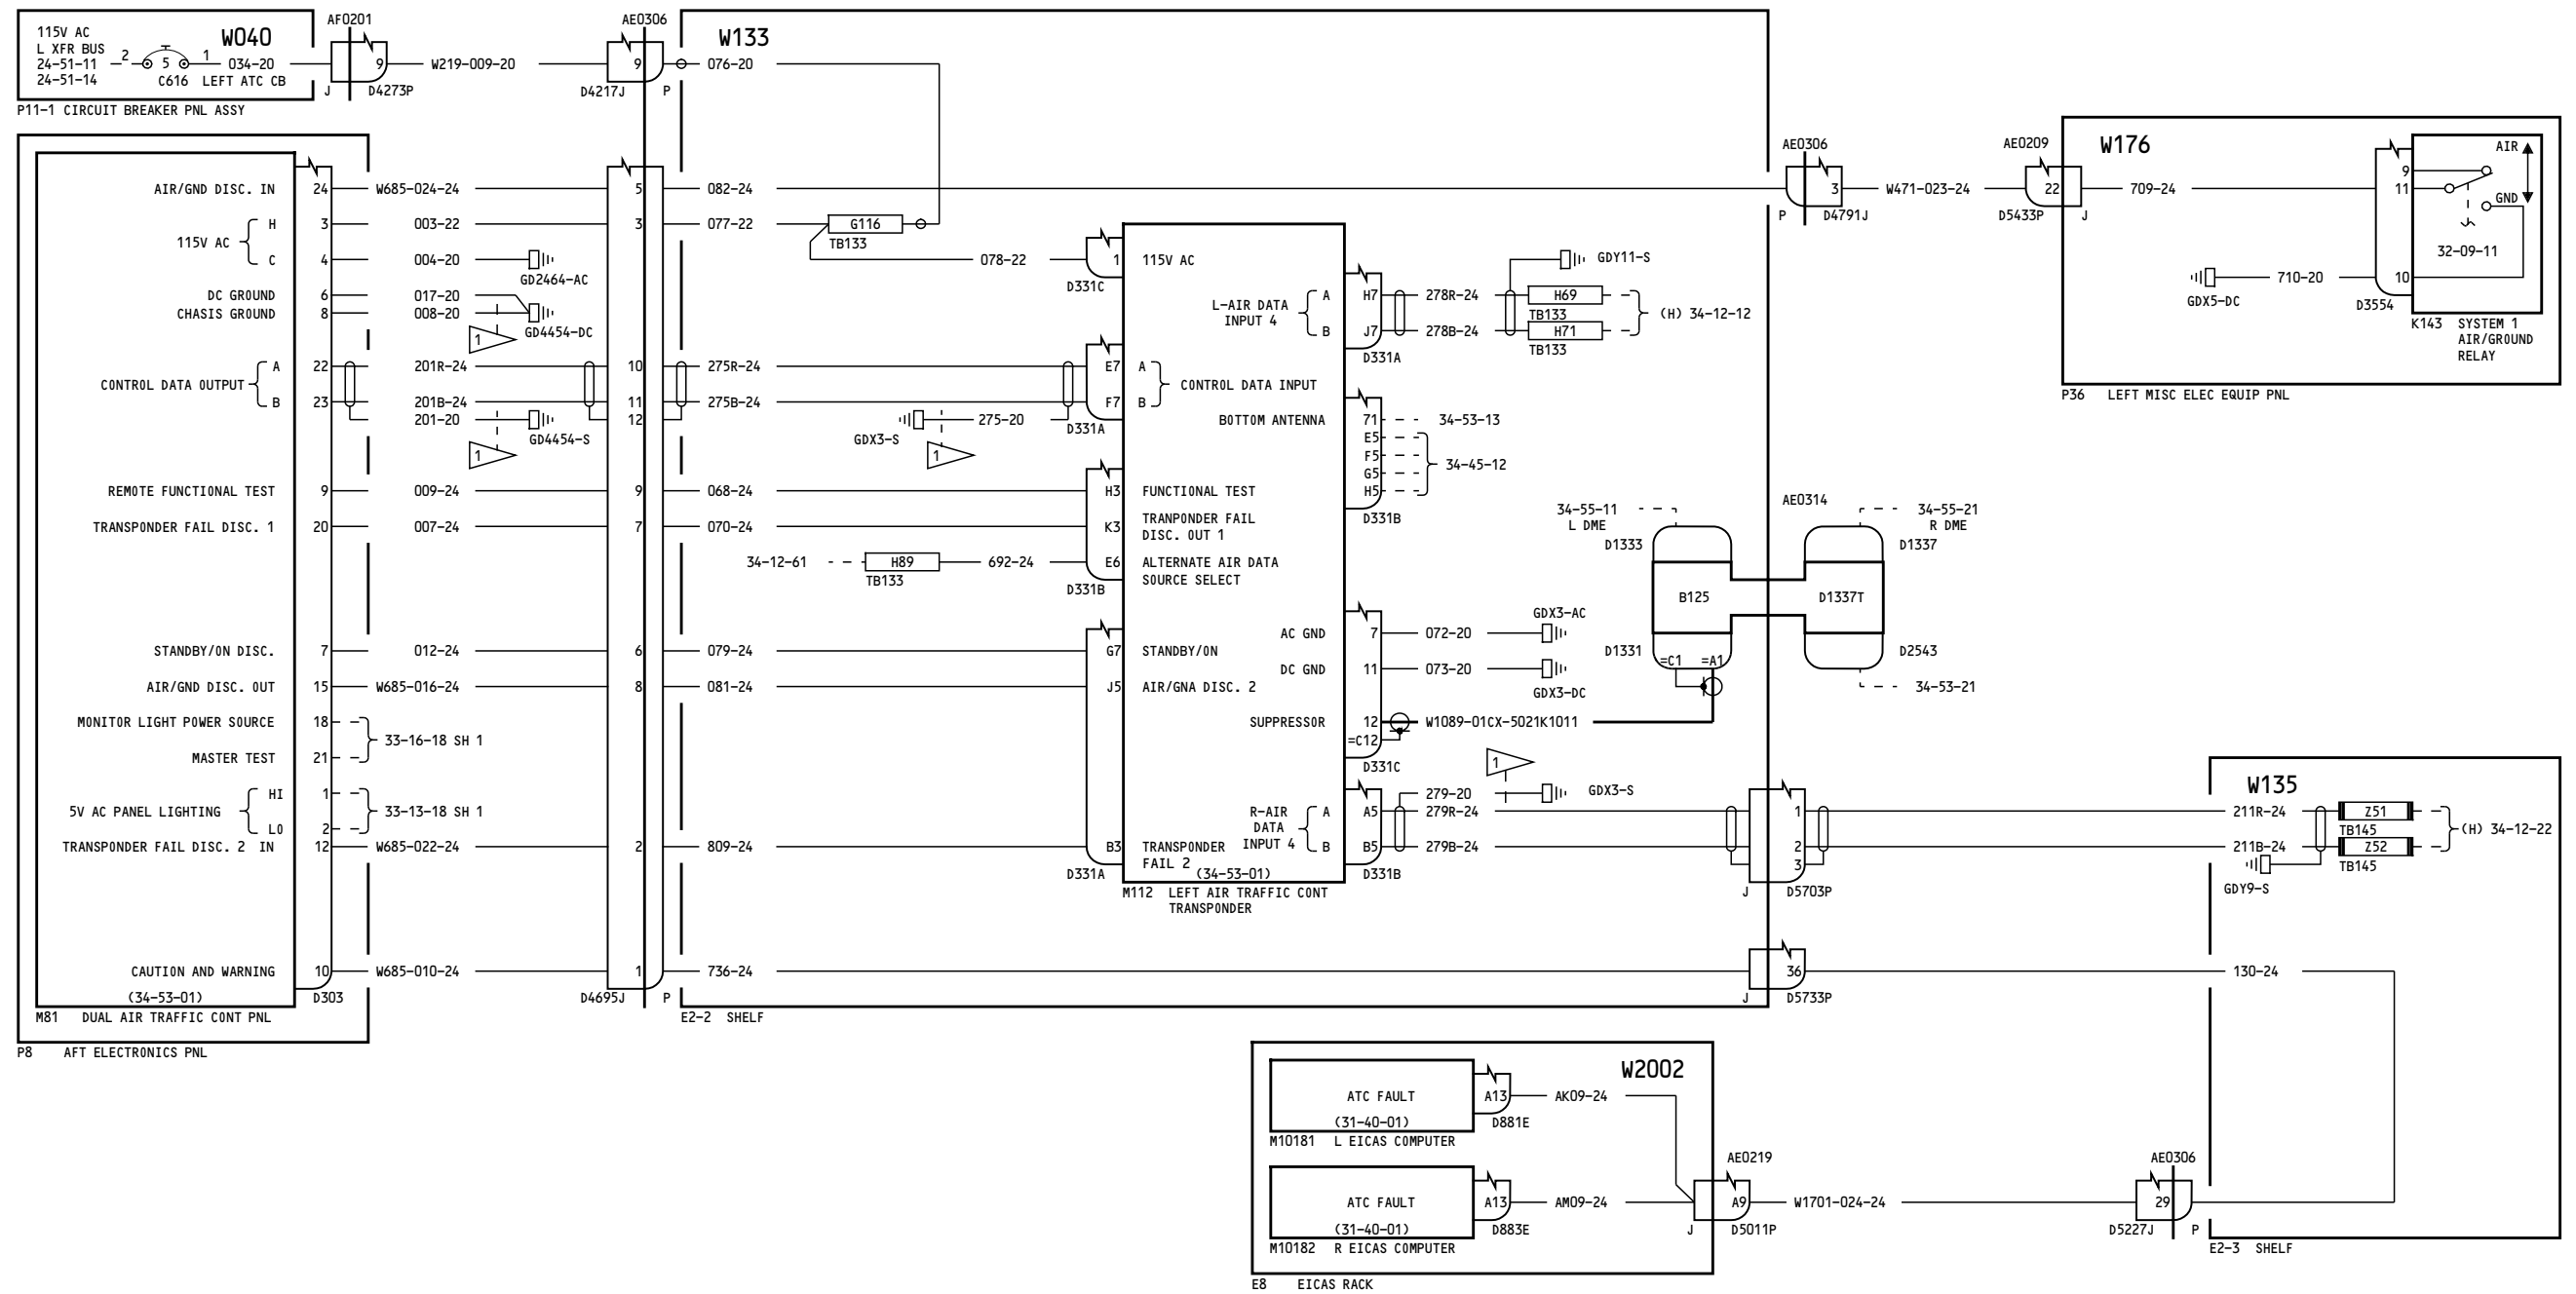 115V AC
L XFR BUS
24-51-11
24-51-14
2
5
1
C616
W040
034-20
LEFT ATC CB
P11-1 CIRCUIT BREAKER PNL ASSY
AF0201
9
J
D4273P
W219-009-20
AE0306
9
D4217J
P
W133
076-20
AIR/GND DISC. IN
24
W685-024-24
5
082-24
AE0306
3
P
D4791J
W471-023-24
AE0209
22
D5433P
J
W176
709-24
9
11
10
AIR
GND
32-09-11
710-20
GDX5-DC
D3554
K143 SYSTEM 1
AIR/GROUND
RELAY
P36 LEFT MISC ELEC EQUIP PNL
115V AC
H
3
003-22
3
077-22
G116
TB133
C
4
004-20
GD2464-AC
078-22
1
115V AC
D331C
DC GROUND
6
017-20
CHASIS GROUND
8
008-20
GD4454-DC
1
L-AIR DATA
INPUT 4
A
B
H7
J7
D331A
278R-24
278B-24
GDY11-S
H69
TB133
H71
TB133
(H) 34-12-12
CONTROL DATA OUTPUT
A
B
22
201R-24
10
275R-24
E7
A
23
201B-24
11
275B-24
F7
B
CONTROL DATA INPUT
201-20
GD4454-S
1
12
GDX3-S
275-20
1
D331A
BOTTOM ANTENNA
71
34-53-13
E5
F5
G5
H5
34-45-12
D331B
REMOTE FUNCTIONAL TEST
9
009-24
9
068-24
H3
FUNCTIONAL TEST
TRANSPONDER FAIL DISC. 1
20
007-24
7
070-24
K3
TRANPONDER FAIL
DISC. OUT 1
34-12-61
H89
TB133
692-24
E6
ALTERNATE AIR DATA
SOURCE SELECT
D331B
34-55-11
L DME
D1333
B125
D1331
=C1
=A1
AE0314
34-55-21
R DME
D1337
D1337T
D2543
34-53-21
STANDBY/ON DISC.
7
012-24
6
079-24
G7
STANDBY/ON
AIR/GND DISC. OUT
15
W685-016-24
8
081-24
J5
AIR/GNA DISC. 2
AC GND
7
072-20
GDX3-AC
DC GND
11
073-20
GDX3-DC
SUPPRESSOR
12
=C12
W1089-01CX-5021K1011
D331C
MONITOR LIGHT POWER SOURCE
18
MASTER TEST
21
33-16-18 SH 1
5V AC PANEL LIGHTING
HI
LO
1
2
33-13-18 SH 1
TRANSPONDER FAIL DISC. 2 IN
12
W685-022-24
2
809-24
B3
TRANSPONDER
FAIL 2
D331A
R-AIR
DATA
INPUT 4
A
B
A5
B5
D331B
279-20
279R-24
279B-24
1
GDX3-S
1
2
3
J
D5703P
W135
211R-24
211B-24
GDY9-S
Z51
TB145
Z52
TB145
(H) 34-12-22
(34-53-01)
M112 LEFT AIR TRAFFIC CONT
TRANSPONDER
CAUTION AND WARNING
10
W685-010-24
1
736-24
36
J
D5733P
130-24
(34-53-01)
D303
D4695J
P
M81 DUAL AIR TRAFFIC CONT PNL
E2-2 SHELF
P8 AFT ELECTRONICS PNL
W2002
ATC FAULT
(31-40-01)
A13
D881E
AK09-24
M10181 L EICAS COMPUTER
ATC FAULT
(31-40-01)
A13
D883E
AM09-24
M10182 R EICAS COMPUTER
E8 EICAS RACK
AE0219
A9
J
D5011P
W1701-024-24
AE0306
29
D5227J
P
E2-3 SHELF